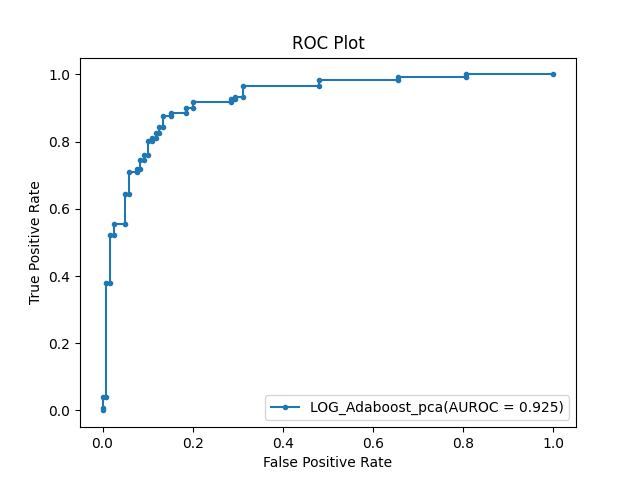 ROC Plot
1.0
0.8
0.6
0.4
0.2
0.0
True Positive Rate
LOG_Adaboost_pca(AUROC = 0.925)
0.0 0.2 0.4 0.6 0.8 1.0
False Positive Rate